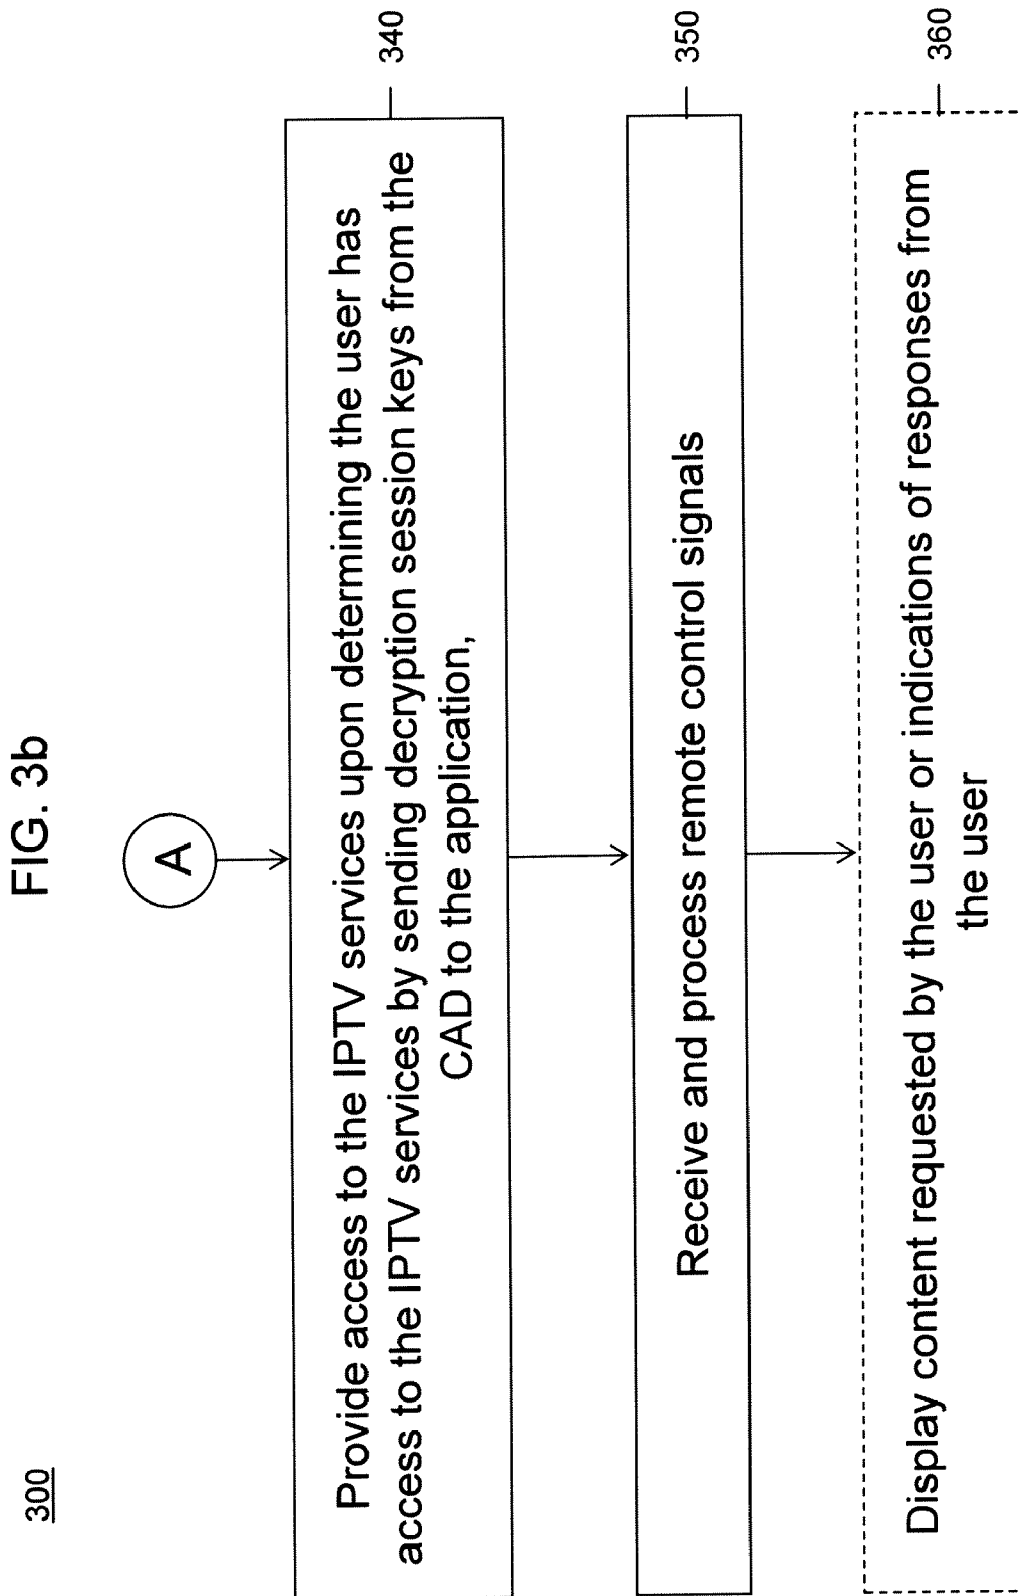 FIG. 3b
300
A
Provide access to the IPTV services upon determining the user has
access to the IPTV services by sending decryption session keys from the
CAD to the application,
340
Receive and process remote control signals
350
Display content requested by the user or indications of responses from
the user
360